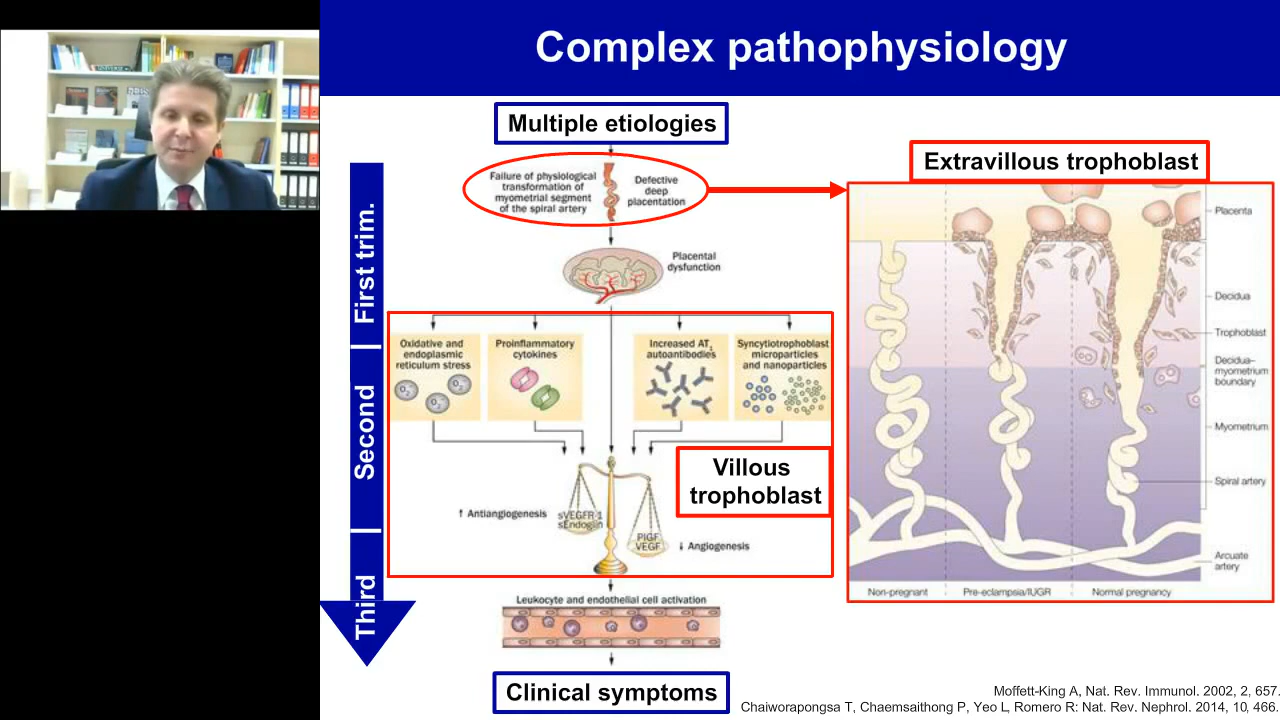 Complex pathophysiology
Multiple etiologies
Failure of physiological
transformation of
myometrial segment
of the spiral artery
Defective
deep
placentation
Placental
dysfunction
First trim.
Second
Third
Oxidative and
endoplasmic
reticulum stress
O₂
O₂
O₂
Proinflammatory
cytokines
Increased AT₁
autoantibodies
Syncytiotrophoblast
microparticles
and nanoparticles
Villous
trophoblast
↑ Antiangiogenesis
sVEGFR-1
sEndoglin
PlGF
VEGF
↓ Angiogenesis
Leukocyte and endothelial cell activation
Clinical symptoms
Extravillous trophoblast
Placenta
Decidua
Trophoblast
Decidua–
myometrium
boundary
Myometrium
Spiral artery
Arcuate
artery
Non-pregnant
Pre-eclampsia/IUGR
Normal pregnancy
Moffett-King A, Nat. Rev. Immunol. 2002, 2, 657.
Chaiworapongsa T, Chaemsaithong P, Yeo L, Romero R: Nat. Rev. Nephrol. 2014, 10, 466.